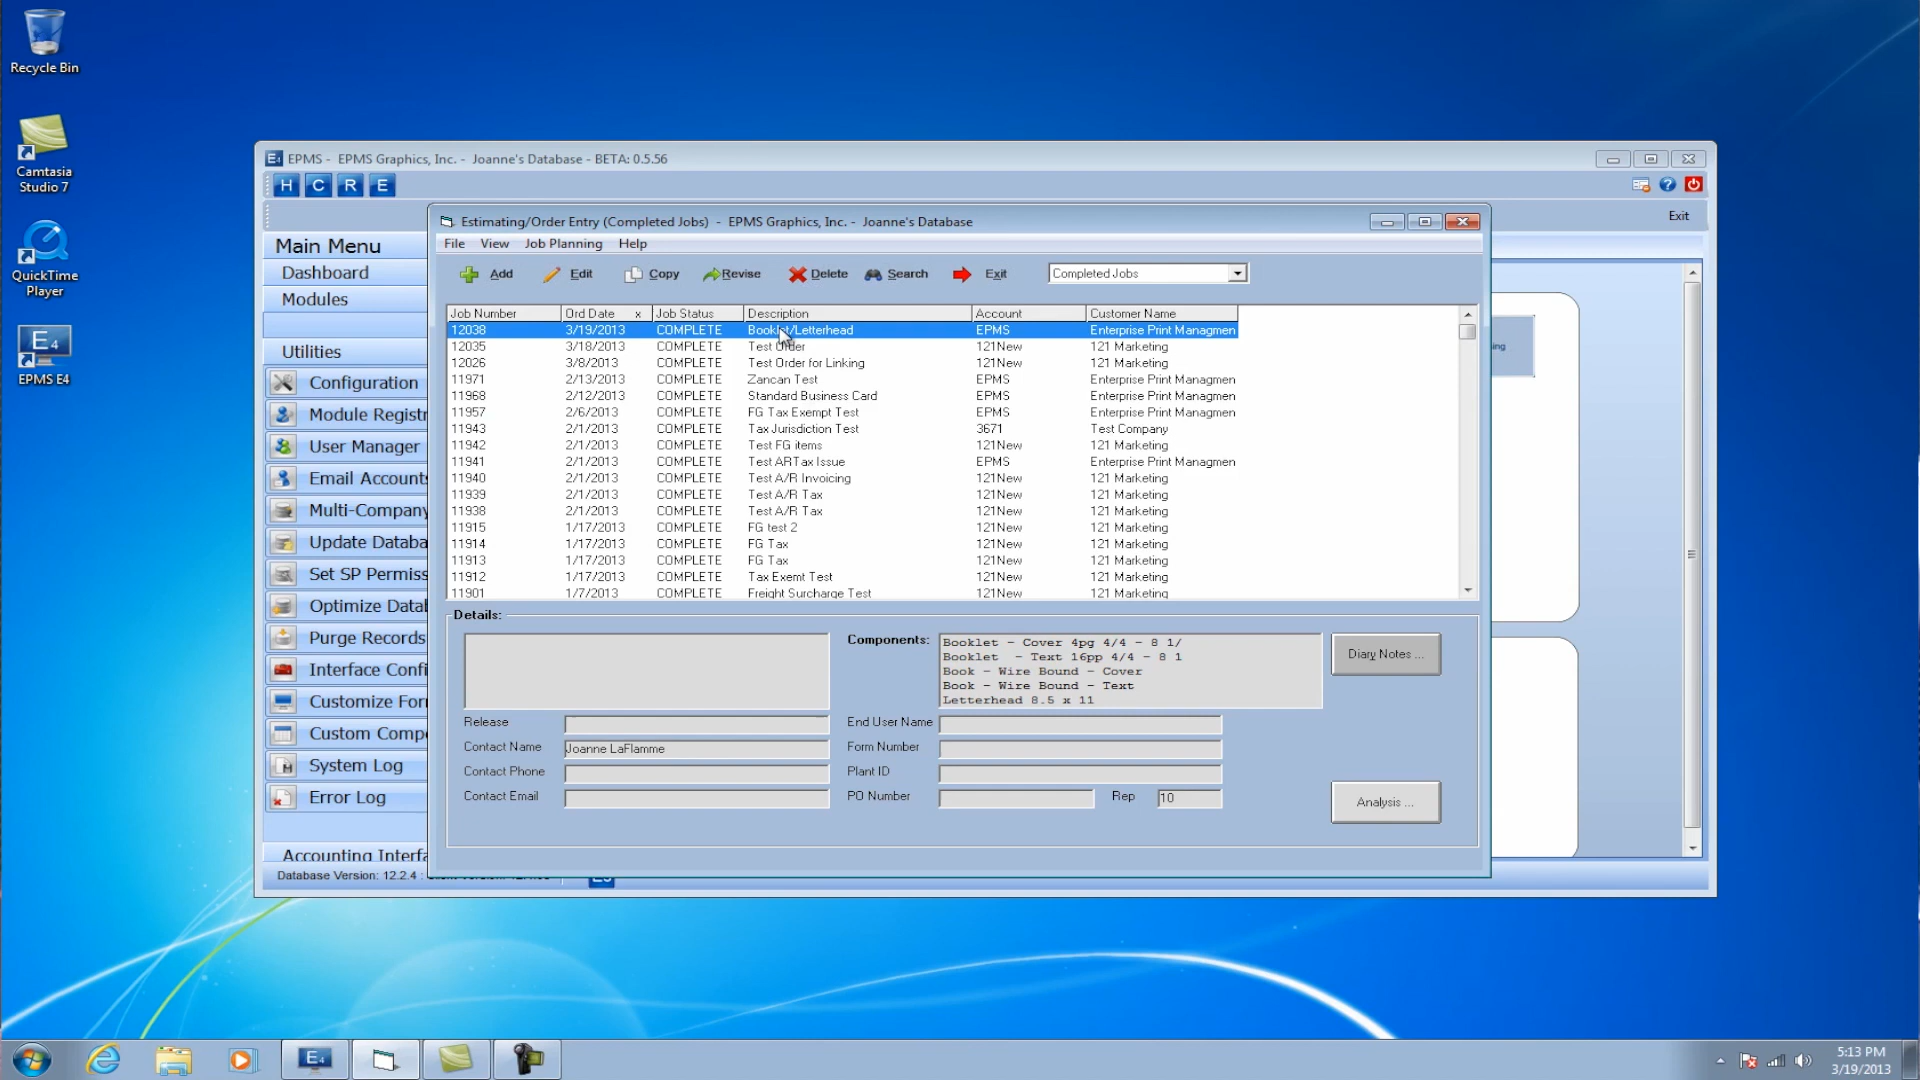 Recycle Bin
Camtasia
Studio 7
QuickTime
Player
E4
EPMS E4
E4 EPMS - EPMS Graphics, Inc. - Joanne's Database - BETA: 0.5.56
H C R E
Exit
Main Menu
Dashboard
Modules
Utilities
Configuration
Module Registr
User Manager
Email Accounts
Multi-Company
Update Databa
Set SP Permiss
Optimize Datab
Purge Records
Interface Confi
Customize Form
Custom Compo
System Log
Error Log
Accounting Interfa
Database Version: 12.2.4 :
Estimating/Order Entry (Completed Jobs) - EPMS Graphics, Inc. - Joanne's Database
File View Job Planning Help
Add Edit Copy Revise Delete Search Exit Completed Jobs
Job Number Ord Date x Job Status Description Account Customer Name
12038 3/19/2013 COMPLETE Booklet/Letterhead EPMS Enterprise Print Managmen
12035 3/18/2013 COMPLETE Test Order 121New 121 Marketing
12026 3/8/2013 COMPLETE Test Order for Linking 121New 121 Marketing
11971 2/13/2013 COMPLETE Zancan Test EPMS Enterprise Print Managmen
11968 2/12/2013 COMPLETE Standard Business Card EPMS Enterprise Print Managmen
11957 2/6/2013 COMPLETE FG Tax Exempt Test EPMS Enterprise Print Managmen
11943 2/1/2013 COMPLETE Tax Jurisdiction Test 3671 Test Company
11942 2/1/2013 COMPLETE Test FG items 121New 121 Marketing
11941 2/1/2013 COMPLETE Test ARTax Issue EPMS Enterprise Print Managmen
11940 2/1/2013 COMPLETE Test A/R Invoicing 121New 121 Marketing
11939 2/1/2013 COMPLETE Test A/R Tax 121New 121 Marketing
11938 2/1/2013 COMPLETE Test A/R Tax 121New 121 Marketing
11915 1/17/2013 COMPLETE FG test 2 121New 121 Marketing
11914 1/17/2013 COMPLETE FG Tax 121New 121 Marketing
11913 1/17/2013 COMPLETE FG Tax 121New 121 Marketing
11912 1/17/2013 COMPLETE Tax Exemt Test 121New 121 Marketing
11901 1/7/2013 COMPLETE Freight Surcharge Test 121New 121 Marketing
Details:
Components:
Booklet - Cover 4pg 4/4 - 8 1/
Booklet - Text 16pp 4/4 - 8 1
Book - Wire Bound - Cover
Book - Wire Bound - Text
Letterhead 8.5 x 11
Diary Notes ...
Release
End User Name
Contact Name Joanne LaFlamme
Form Number
Contact Phone
Plant ID
Contact Email
PO Number
Rep 10
Analysis ...
ing
E4
5:13 PM
3/19/2013